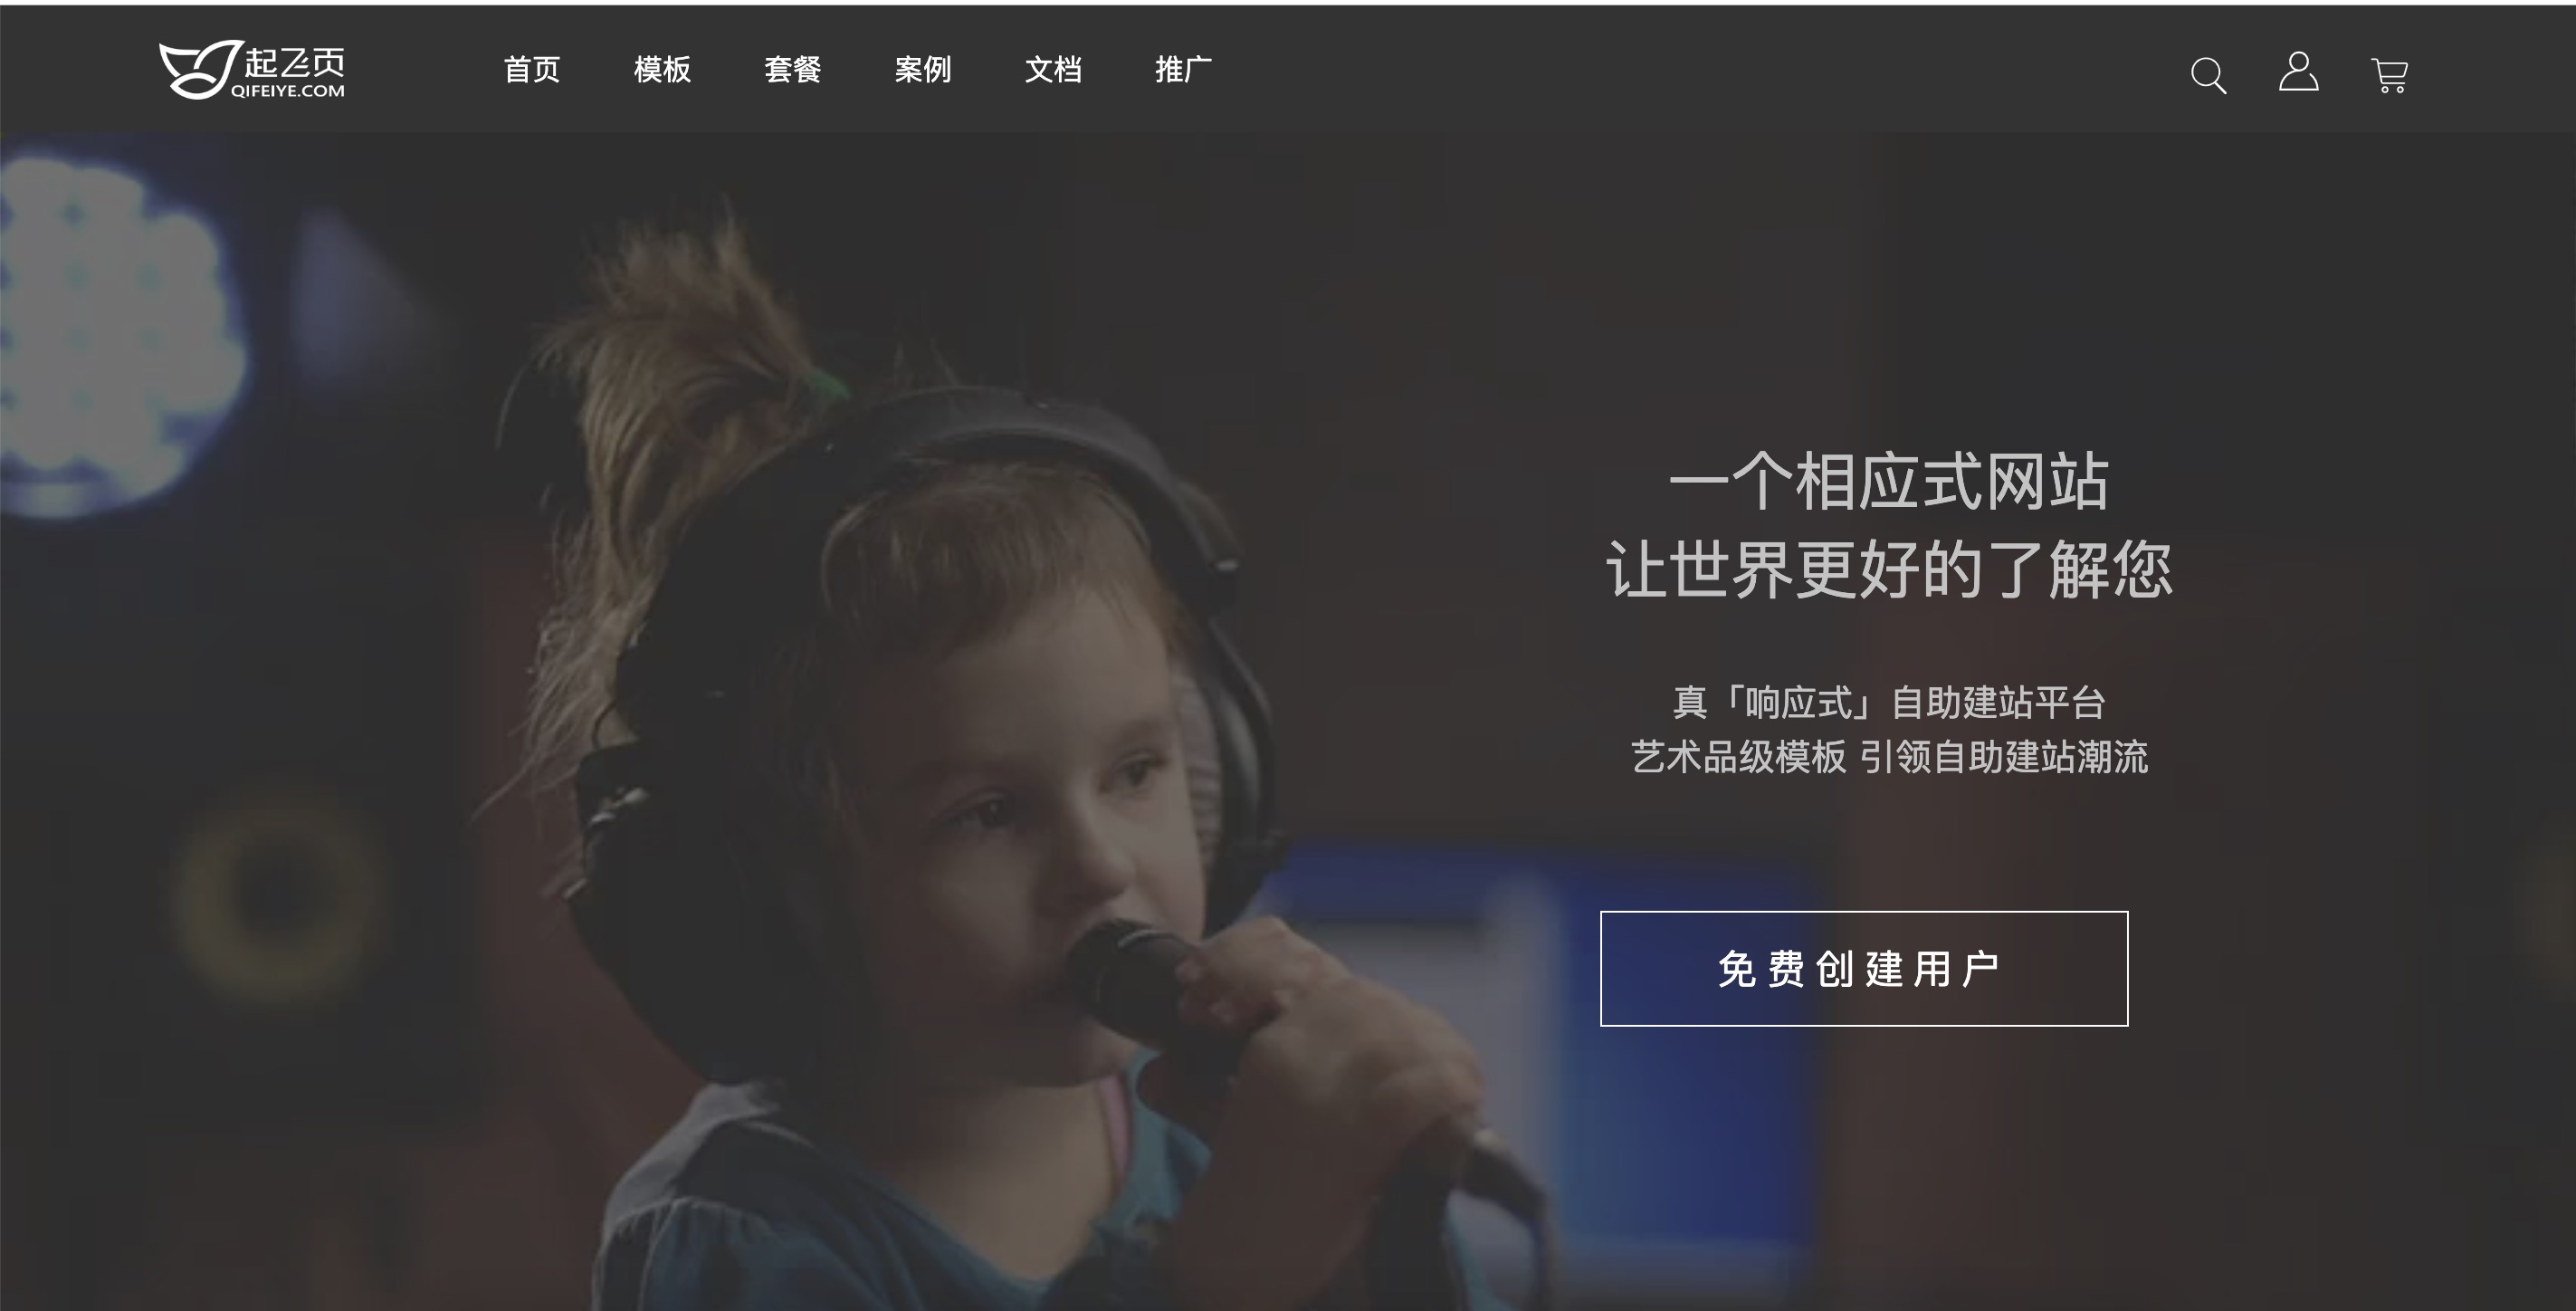 起飞页
QIFEIYE.COM
首页 模板 套餐 案例 文档 推广
一个相应式网站
让世界更好的了解您
真「响应式」自助建站平台
艺术品级模板 引领自助建站潮流
免费创建用户